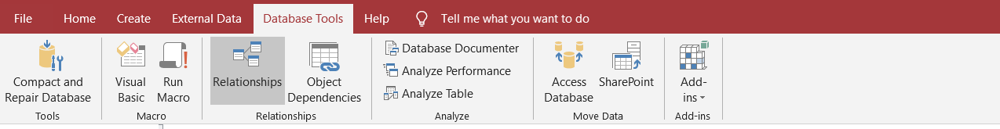 File Home Create External Data Database Tools Help Tell me what you want to do
Compact and
Repair Database
Tools
Visual
Basic
Run
Macro
Macro
Relationships
Object
Dependencies
Relationships
Database Documenter
Analyze Performance
Analyze Table
Analyze
Access
Database
SharePoint
Move Data
Add-
ins
Add-ins